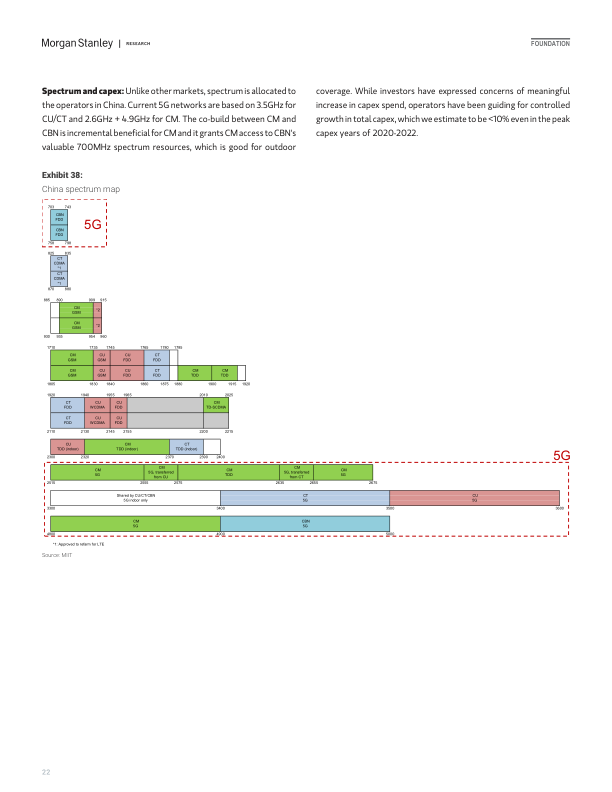 Morgan Stanley | RESEARCH
FOUNDATION
Spectrum and capex: Unlike other markets, spectrum is allocated to
the operators in China. Current 5G networks are based on 3.5GHz for
CU/CT and 2.6GHz + 4.9GHz for CM. The co-build between CM and
CBN is incremental beneficial for CM and it grants CM access to CBN's
valuable 700MHz spectrum resources, which is good for outdoor
coverage. While investors have expressed concerns of meaningful
increase in capex spend, operators have been guiding for controlled
growth in total capex, which we estimate to be <10% even in the peak
capex years of 2020-2022.
Exhibit 38:
China spectrum map
703 743
CBN
FDD
5G
CBN
FDD
CT
CDMA
*1
CT
CDMA
*1
870 880
885 890 909 915
CM
GSM
930 935 954 960
1710 1735 1745 1765 1780 1785
CM
GSM
CU
GSM
CU
FDD
CT
FDD
CM
GSM
CU
GSM
CU
FDD
CT
FDD
CM
TDD
CM
TDD
1805 1830 1840 1860 1875 1880 1900 1915 1920
1920 1940 1955 1965 2010 2025
CT
FDD
CU
WCDMA
CU
FDD
CM
TD-SCDMA
CT
FDD
CU
WCDMA
CU
FDD
2110 2130 2145 2155 2200 2215
CU
TDD (indoor)
CM
TDD (indoor)
CT
TDD (indoor)
2300 2320 2370 2390 2400
5G
CM
5G
CM
5G, transferred
from CU
CM
TDD
CM
5G, transferred
from CT
CM
5G
2515 2555 2575 2635 2655 2675
Shared by CU/CT/CBN
5G indoor only
CT
5G
CU
5G
3300 3400 3500 3600
CM
5G
CBN
5G
4800 4900 5000
*1: Approved to refarm for LTE
Source: MIIT
22